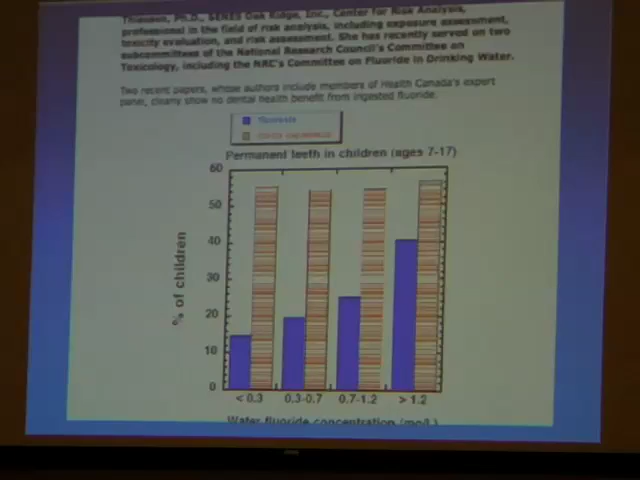 Thiessen, Ph.D., SENES Oak Ridge, Inc., Center for Risk Analysis,
professional in the field of risk analysis, including exposure assessment,
toxicity evaluation, and risk assessment. She has recently served on two
subcommittees of the National Research Council's Committee on
Toxicology, including the NRC's Committee on Fluoride in Drinking Water.
Two recent papers, whose authors include members of Health Canada's expert
panel, clearly show no dental health benefit from ingested fluoride.
fluorosis
Permanent teeth in children (ages 7-17)
% of children
60
50
40
30
20
10
0
< 0.3 0.3-0.7 0.7-1.2 > 1.2
Water fluoride concentration (mg/L)